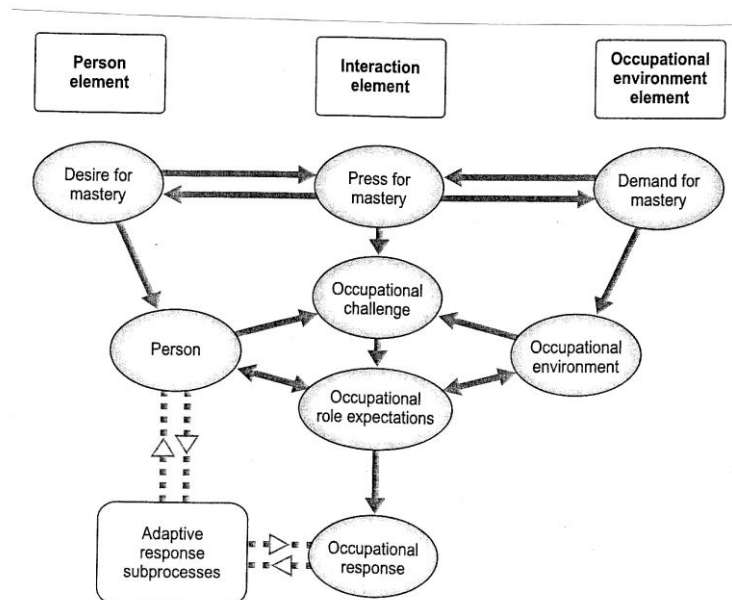 Person
element
Interaction
element
Occupational
environment
element
Desire for
mastery
Press for
mastery
Demand for
mastery
Occupational
challenge
Person
Occupational
environment
Occupational
role expectations
Adaptive
response
subprocesses
Occupational
response